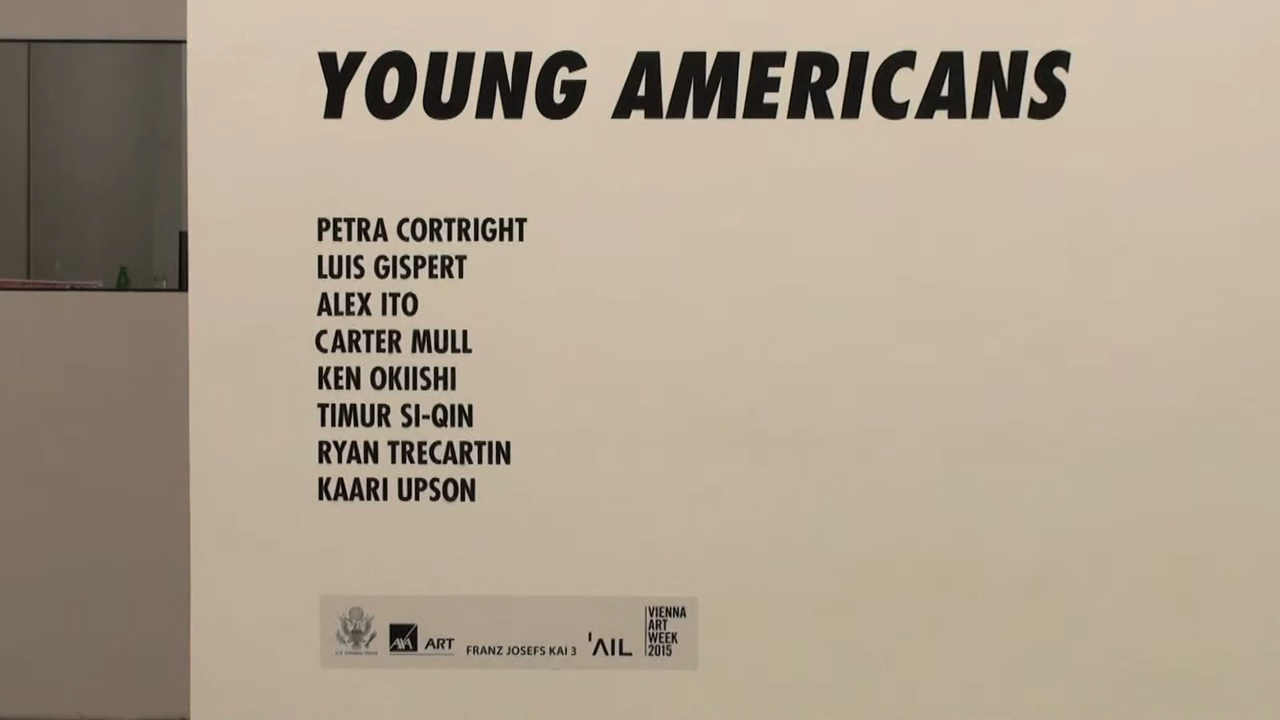 YOUNG AMERICANS
PETRA CORTRIGHT
LUIS GISPERT
ALEX ITO
CARTER MULL
KEN OKIISHI
TIMUR SI-QIN
RYAN TRECARTIN
KAARI UPSON
AXA ART
FRANZ JOSEFS KAI 3
'AIL
VIENNA
ART
WEEK
2015